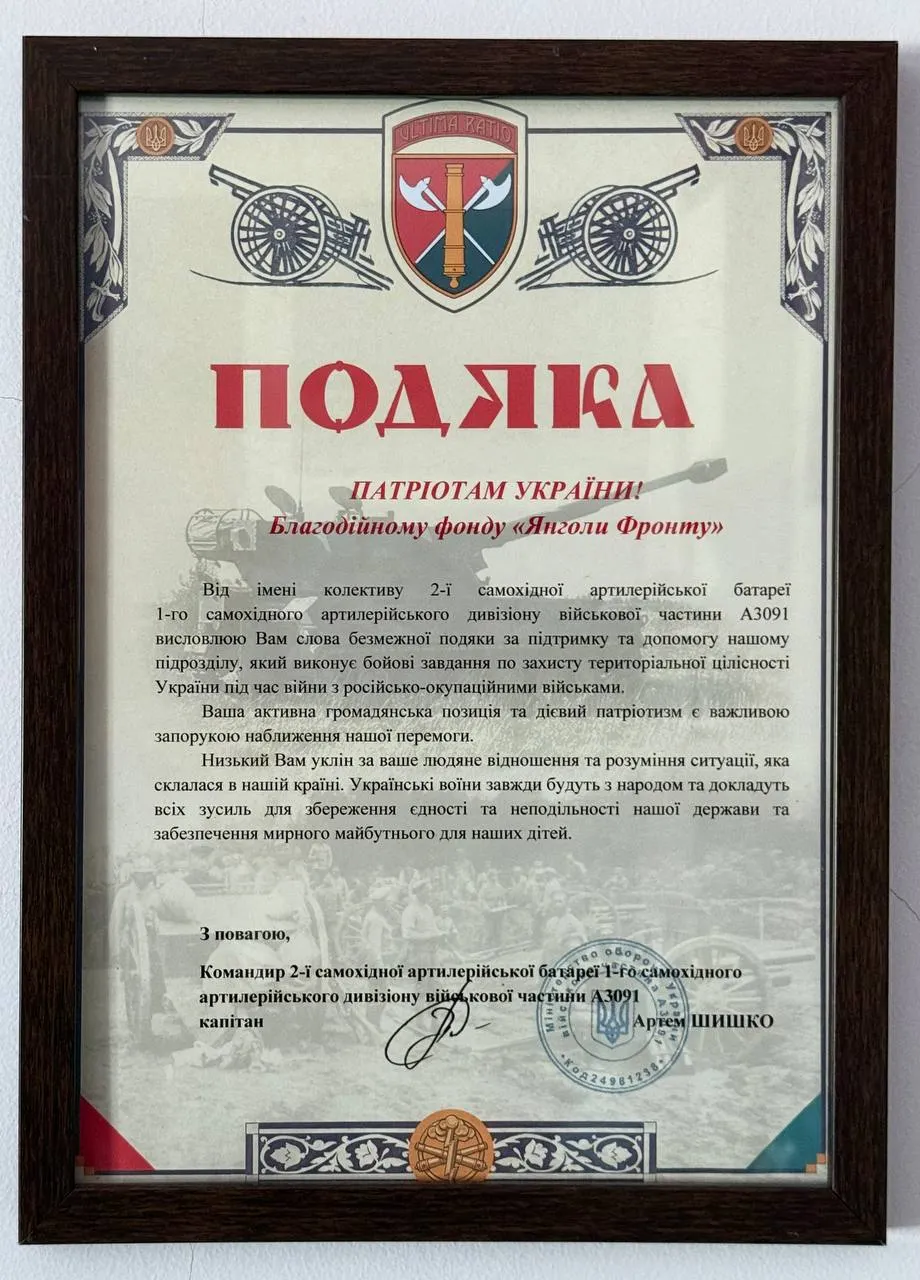 ULTIMA RATIO
ПОДЯКА
ПАТРІОТАМ УКРАЇНИ!
Благодійному фонду «Янголи Фронту»
Від імені колективу 2-ї самохідної артилерійської батареї
1-го самохідного артилерійського дивізіону військової частини А3091
висловлюю Вам слова безмежної подяки за підтримку та допомогу нашому
підрозділу, який виконує бойові завдання по захисту територіальної цілісності
України під час війни з російсько-окупаційними військами.
Ваша активна громадянська позиція та дієвий патріотизм є важливою
запорукою наближення нашої перемоги.
Низький Вам уклін за ваше людяне відношення та розуміння ситуації, яка
склалася в нашій країні. Українські воїни завжди будуть з народом та докладуть
всіх зусиль для збереження єдності та неподільності нашої держави та
забезпечення мирного майбутнього для наших дітей.
З повагою,
Командир 2-ї самохідної артилерійської батареї 1-го самохідного
артилерійського дивізіону військової частини А3091
капітан Артем ШИШКО
Міністерство оборони України
військова частина А3091
Код 24981238